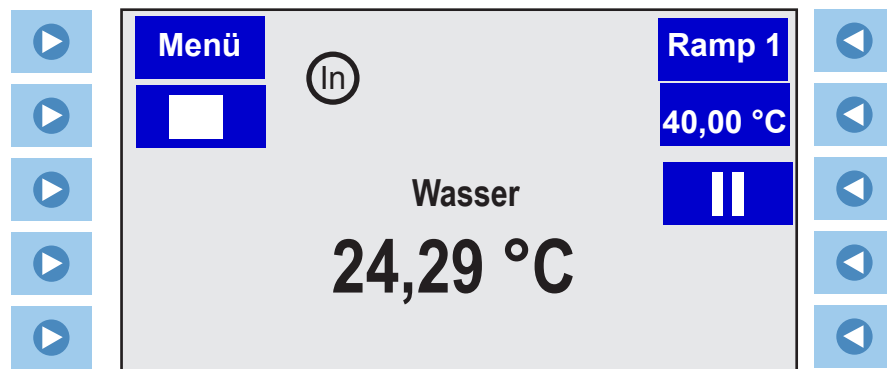 Menü
In
Ramp 1
40,00 °C
Wasser
24,29 °C